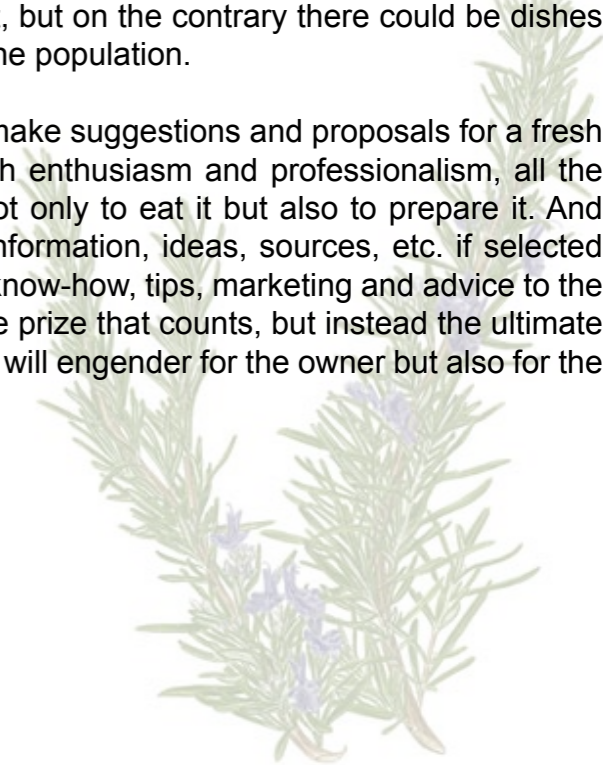 , but on the contrary there could be dishes
he population.
make suggestions and proposals for a fresh
h enthusiasm and professionalism, all the
ot only to eat it but also to prepare it. And
nformation, ideas, sources, etc. if selected
know-how, tips, marketing and advice to the
e prize that counts, but instead the ultimate
will engender for the owner but also for the